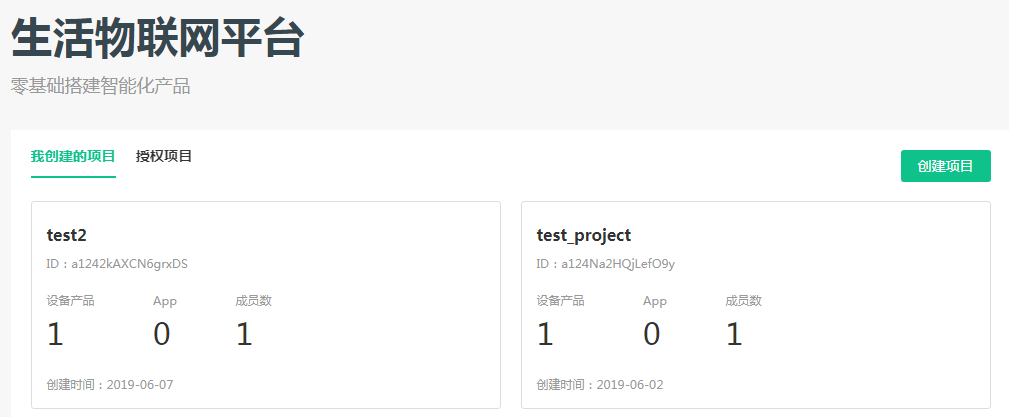 生活物联网平台
零基础搭建智能化产品
我创建的项目 授权项目 创建项目
test2
ID：a1242kAXCN6grxDS
设备产品 App 成员数
1 0 1
创建时间：2019-06-07
test_project
ID：a124Na2HQjLefO9y
设备产品 App 成员数
1 0 1
创建时间：2019-06-02